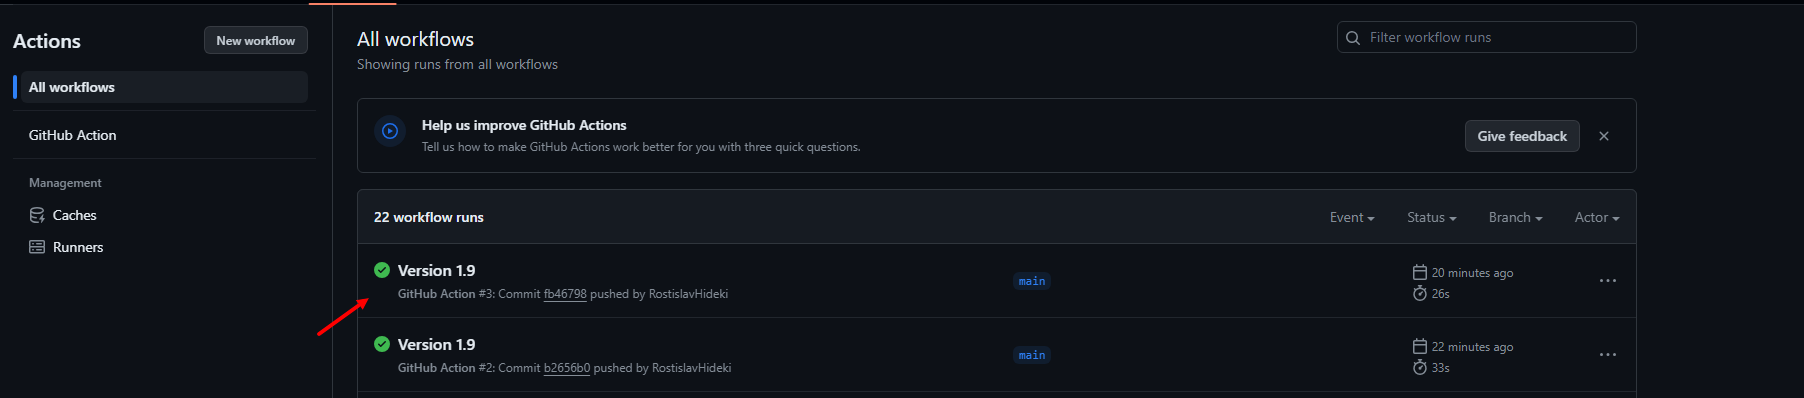 Actions
New workflow
All workflows
GitHub Action
Management
Caches
Runners
All workflows
Showing runs from all workflows
Filter workflow runs
Help us improve GitHub Actions
Tell us how to make GitHub Actions work better for you with three quick questions.
Give feedback
22 workflow runs
Event
Status
Branch
Actor
Version 1.9
GitHub Action #3: Commit fb46798 pushed by RostislavHideki
main
20 minutes ago
26s
Version 1.9
GitHub Action #2: Commit b2656b0 pushed by RostislavHideki
main
22 minutes ago
33s